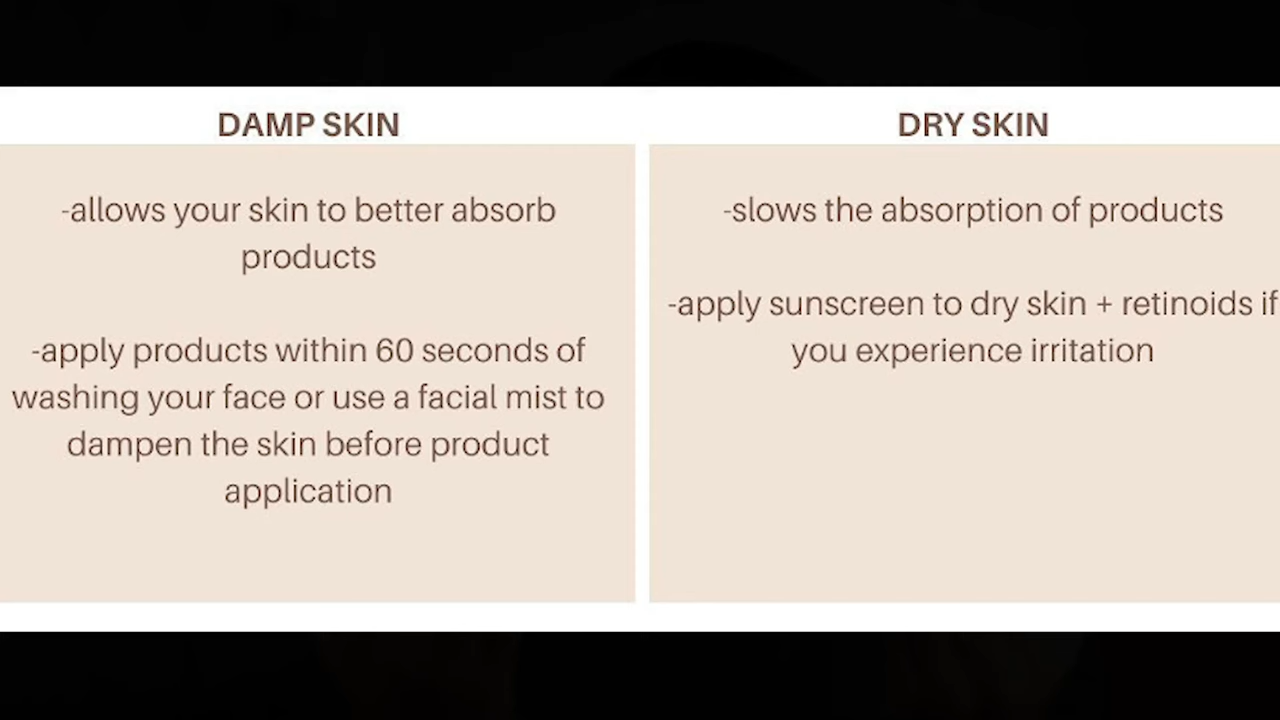 DAMP SKIN
-allows your skin to better absorb
products
-apply products within 60 seconds of
washing your face or use a facial mist to
dampen the skin before product
application
DRY SKIN
-slows the absorption of products
-apply sunscreen to dry skin + retinoids if
you experience irritation